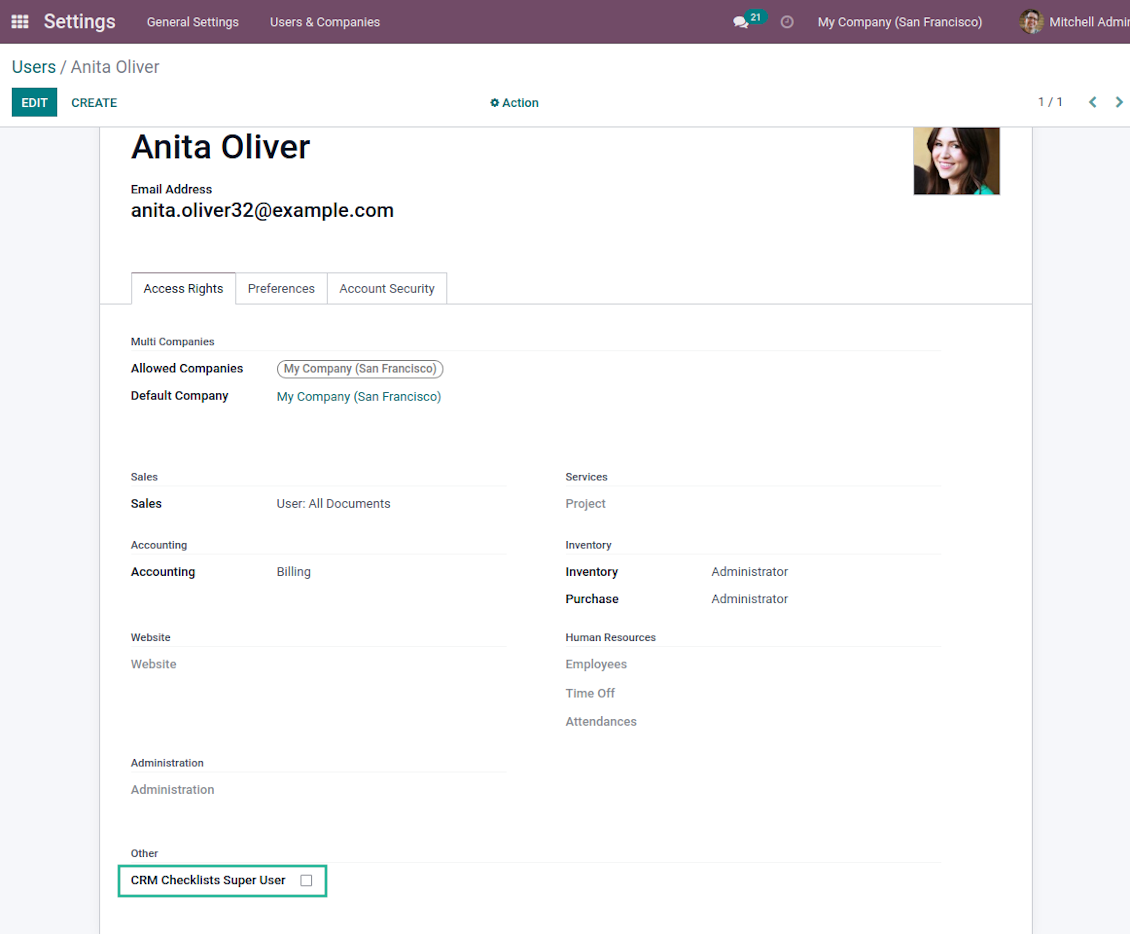 Settings General Settings Users & Companies 21 My Company (San Francisco) Mitchell Admin
Users / Anita Oliver
EDIT CREATE Action 1 / 1
Anita Oliver
Email Address
anita.oliver32@example.com
Access Rights Preferences Account Security
Multi Companies
Allowed Companies My Company (San Francisco)
Default Company My Company (San Francisco)
Sales Services
Sales User: All Documents Project
Accounting Inventory
Accounting Billing Inventory Administrator
Purchase Administrator
Website Human Resources
Website Employees
Time Off
Attendances
Administration
Administration
Other
CRM Checklists Super User